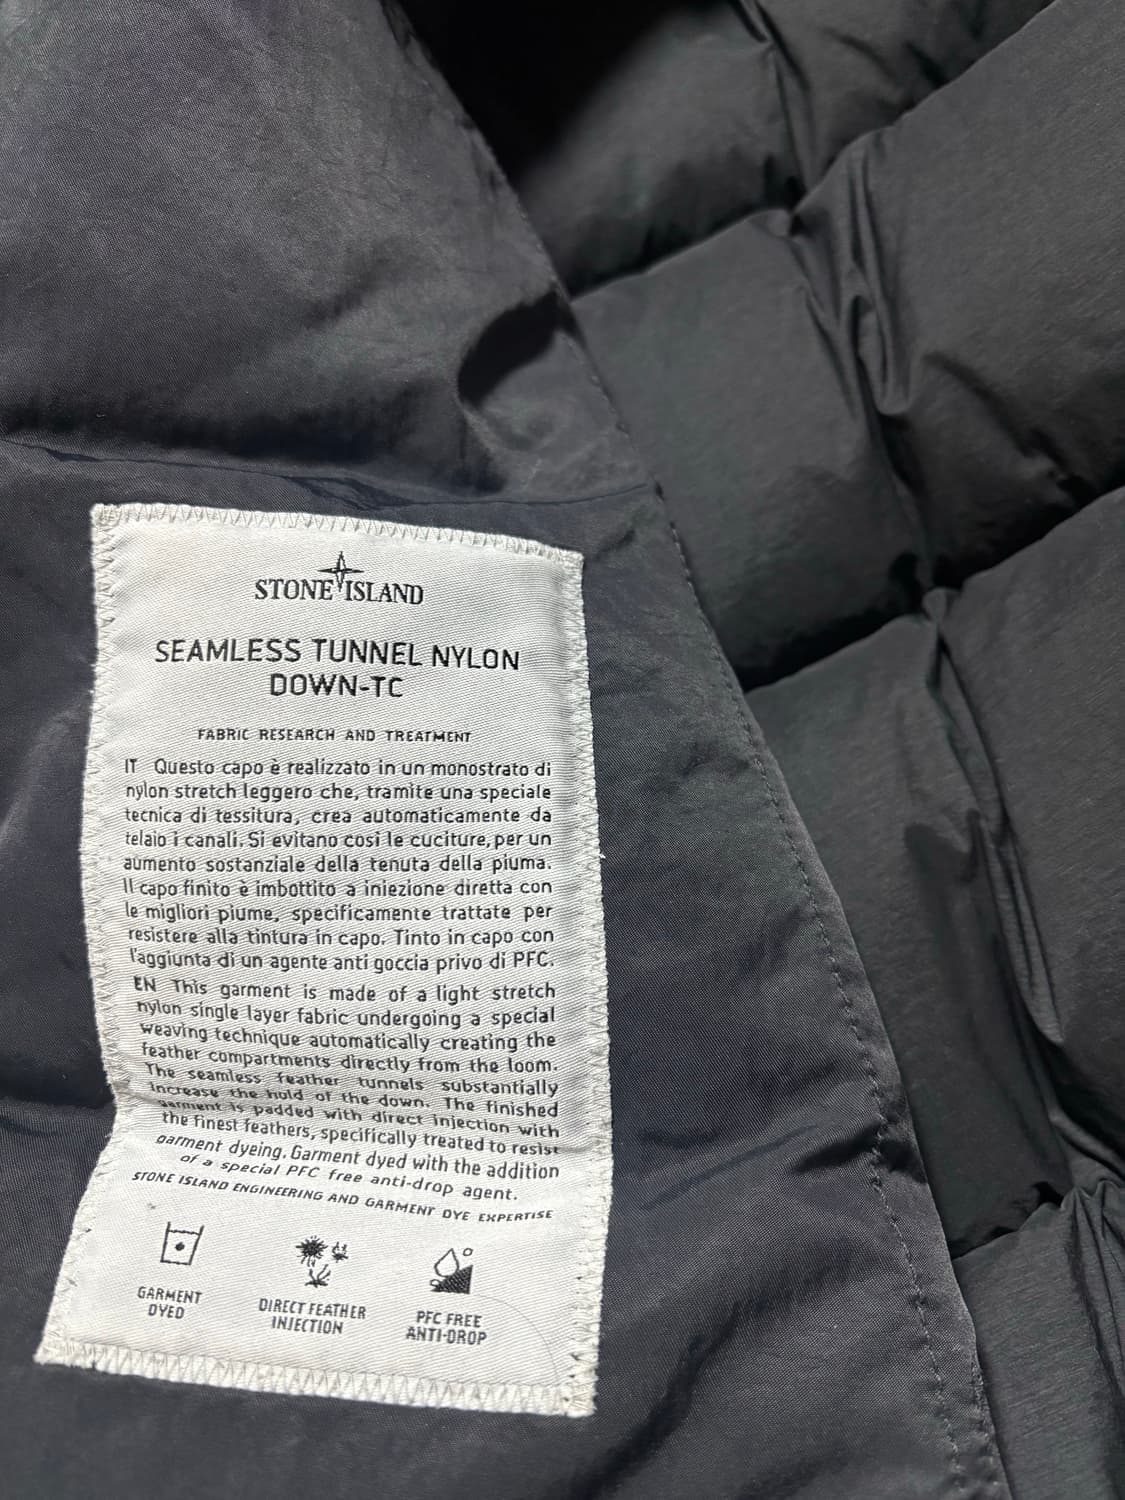 STONE ISLAND
SEAMLESS TUNNEL NYLON
DOWN-TC
FABRIC RESEARCH AND TREATMENT
IT Questo capo è realizzato in un monostrato di
nylon stretch leggero che, tramite una speciale
tecnica di tessitura, crea automaticamente da
telaio i canali. Si evitano così le cuciture, per un
aumento sostanziale della tenuta della piuma.
Il capo finito è imbottito a iniezione diretta con
le migliori piume, specificamente trattate per
resistere alla tintura in capo. Tinto in capo con
l'aggiunta di un agente anti goccia privo di PFC.
EN This garment is made of a light stretch
nylon single layer fabric undergoing a special
weaving technique automatically creating the
feather compartments directly from the loom.
The seamless feather tunnels substantially
increase the hold of the down. The finished
garment is padded with direct injection with
the finest feathers, specifically treated to resist
garment dyeing. Garment dyed with the addition
of a special PFC free anti-drop agent.
STONE ISLAND ENGINEERING AND GARMENT DYE EXPERTISE
GARMENT
DYED
DIRECT FEATHER
INJECTION
PFC FREE
ANTI-DROP